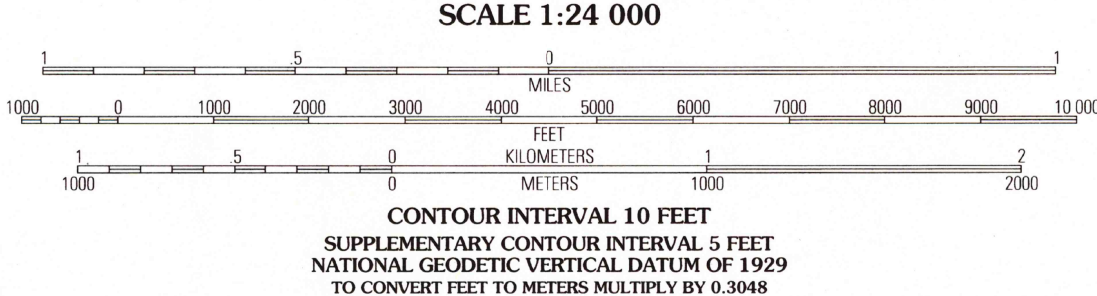 SCALE 1:24 000
1 .5 0 1
MILES
1000 0 1000 2000 3000 4000 5000 6000 7000 8000 9000 10 000
FEET
1 .5 0 KILOMETERS 1 2
1000 0 METERS 1000 2000
CONTOUR INTERVAL 10 FEET
SUPPLEMENTARY CONTOUR INTERVAL 5 FEET
NATIONAL GEODETIC VERTICAL DATUM OF 1929
TO CONVERT FEET TO METERS MULTIPLY BY 0.3048